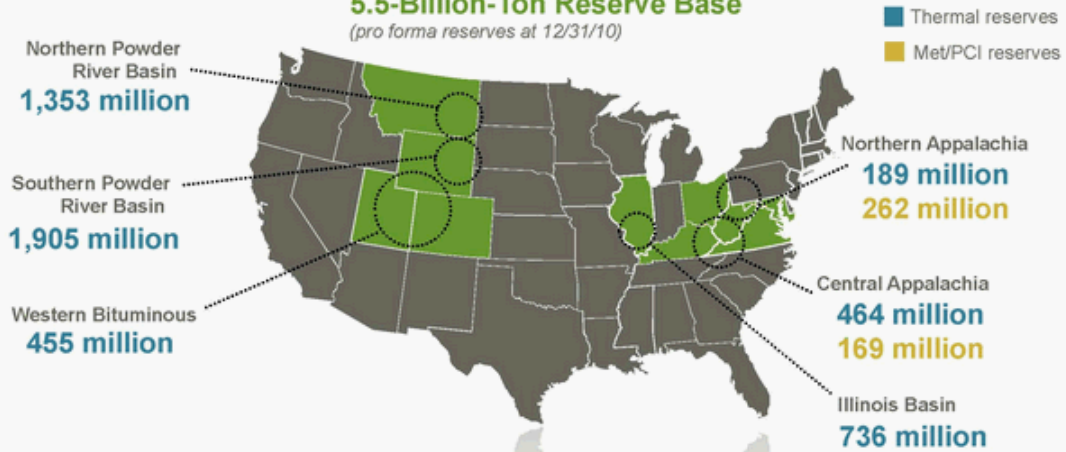 5.5-Billion-Ton Reserve Base
(pro forma reserves at 12/31/10)
Thermal reserves
Met/PCI reserves
Northern Powder
River Basin
1,353 million
Southern Powder
River Basin
1,905 million
Western Bituminous
455 million
Northern Appalachia
189 million
262 million
Central Appalachia
464 million
169 million
Illinois Basin
736 million